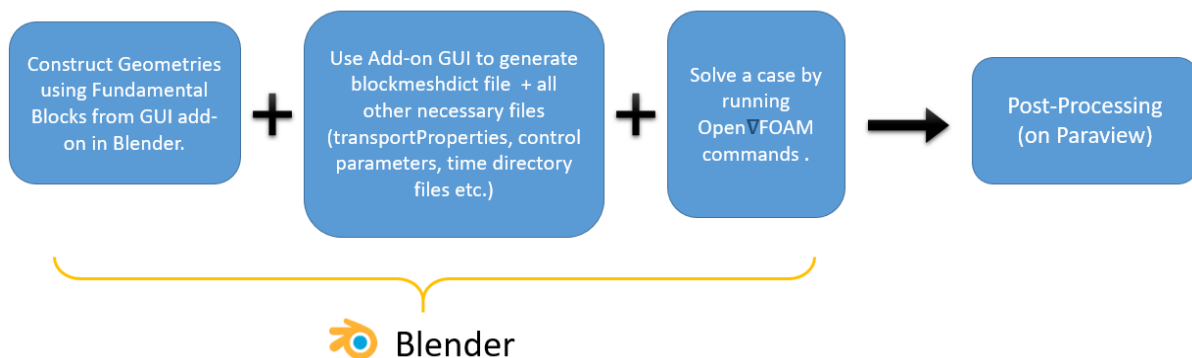 Construct Geometries
using Fundamental
Blocks from GUI add-
on in Blender.
Use Add-on GUI to generate
blockmeshdict file + all
other necessary files
(transportProperties, control
parameters, time directory
files etc.)
Solve a case by
running
Open∇FOAM
commands .
Post-Processing
(on Paraview)
Blender